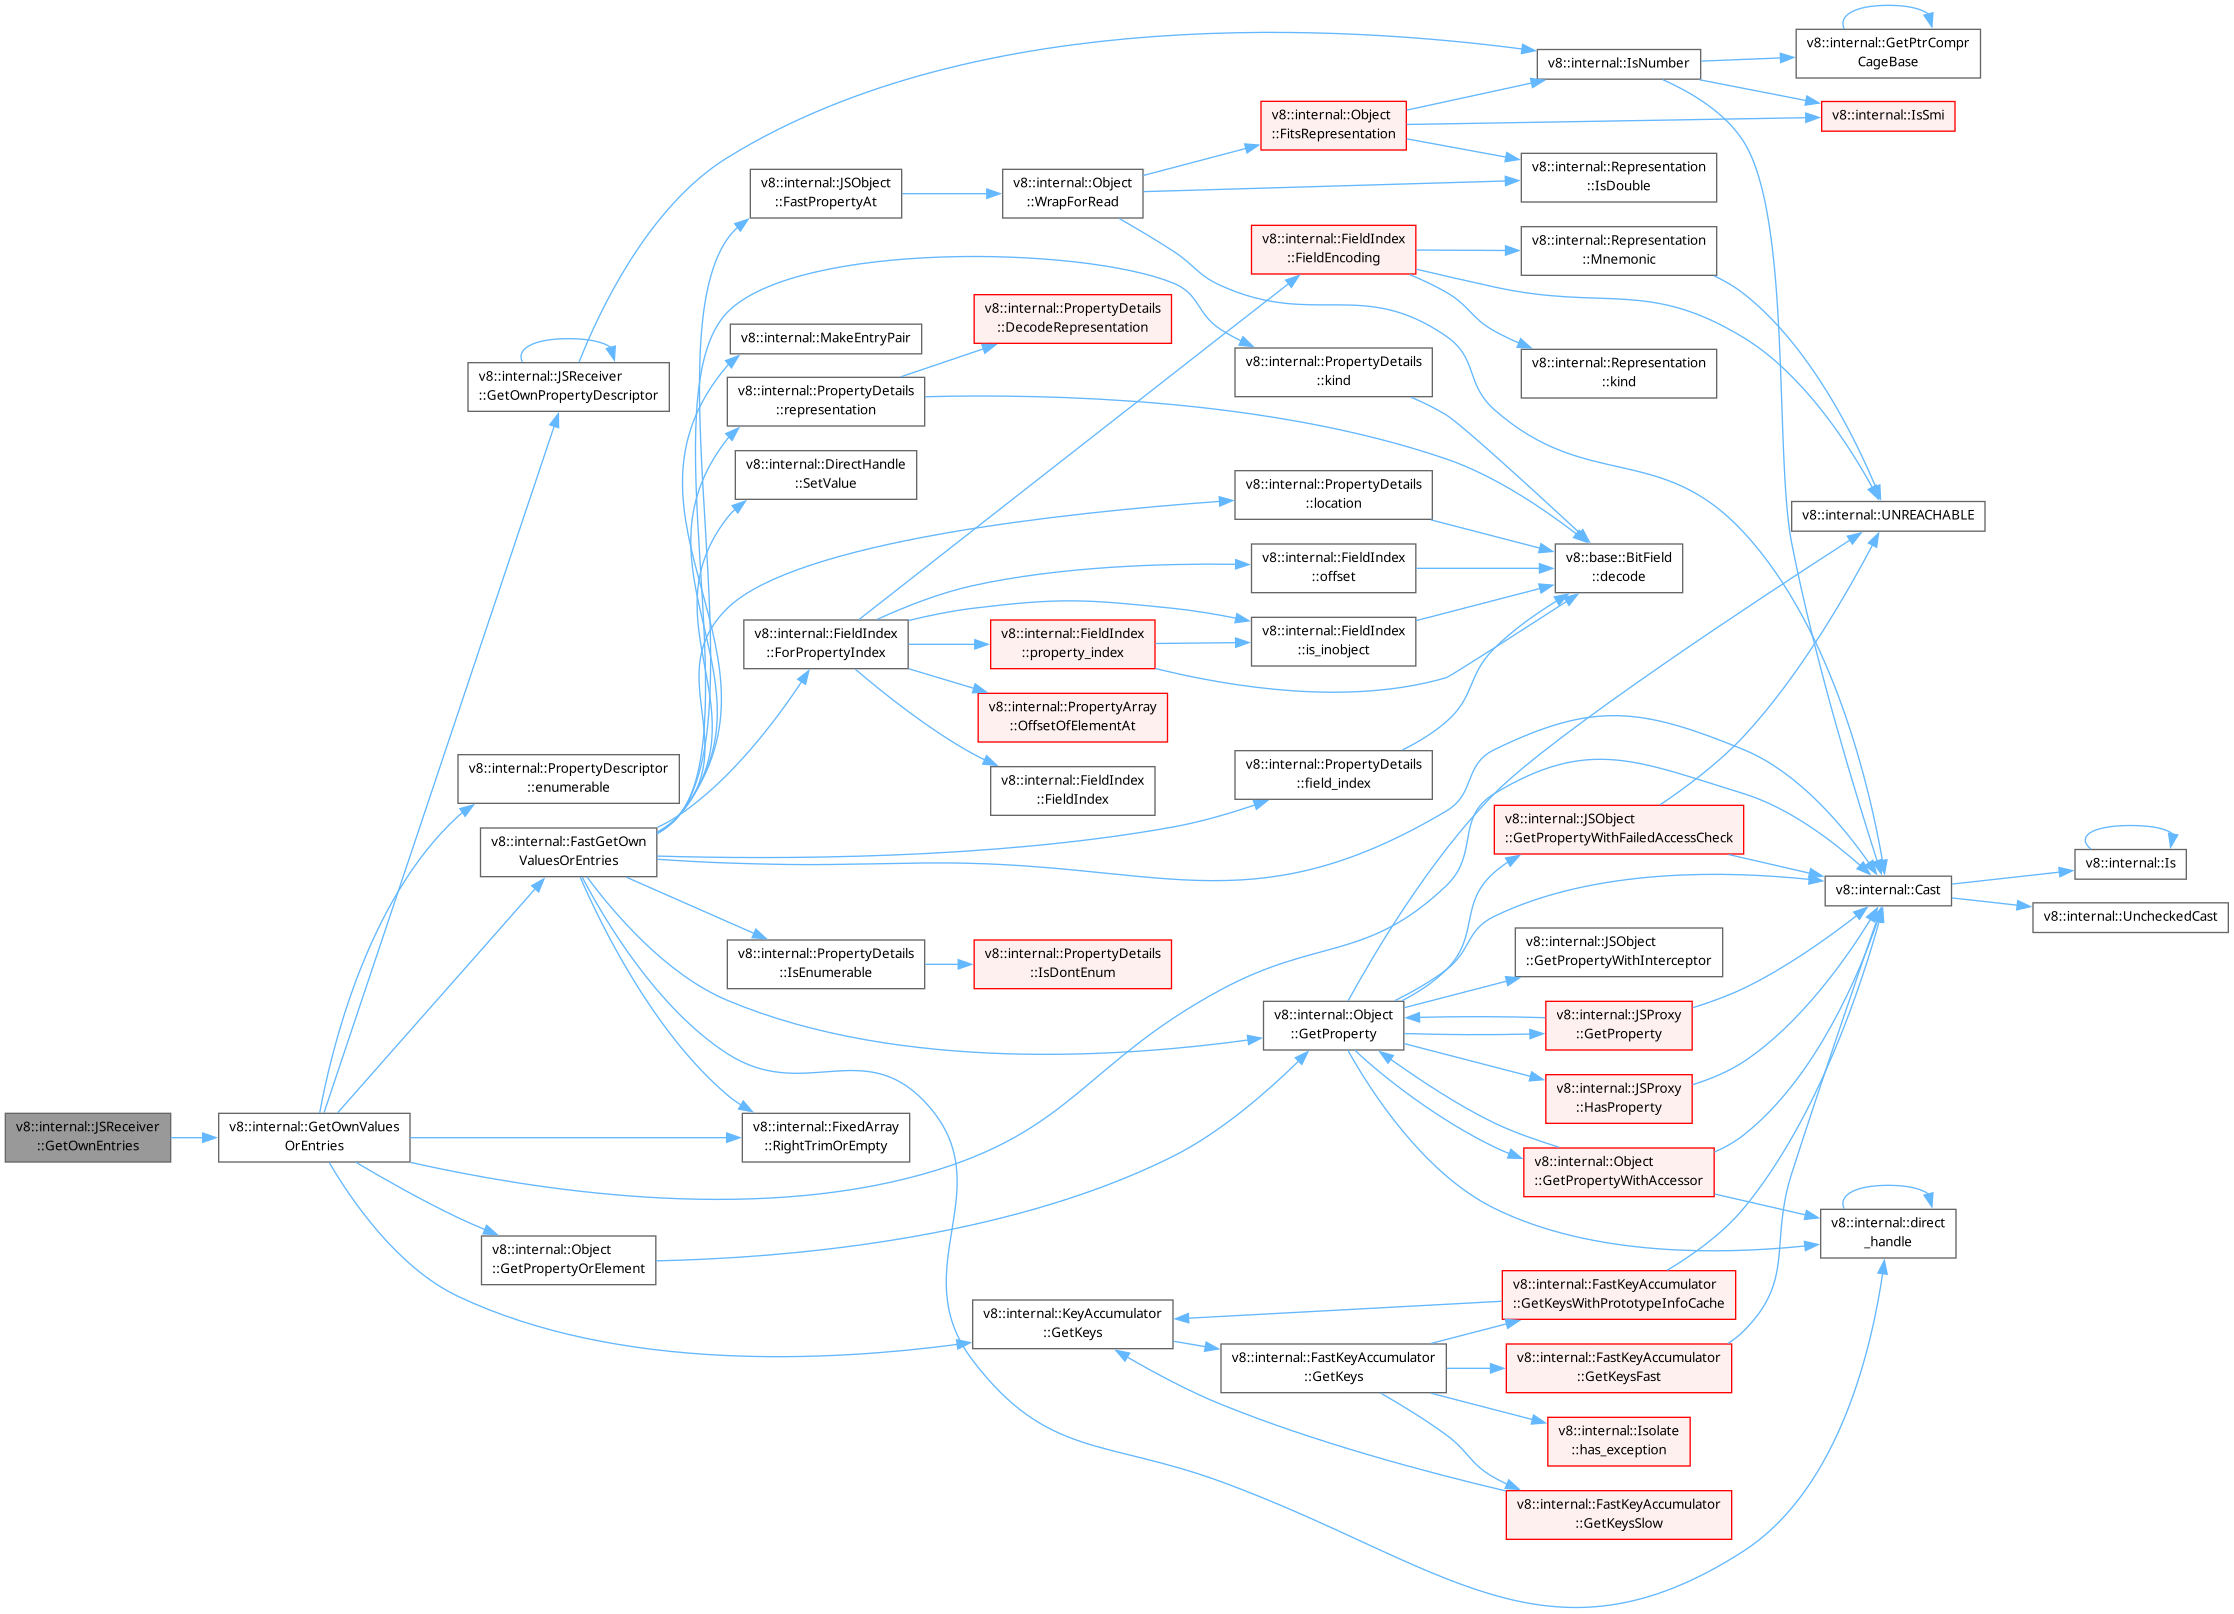 v8::internal::JSReceiver
::GetOwnEntries
v8::internal::GetOwnValues
OrEntries
v8::internal::JSReceiver
::GetOwnPropertyDescriptor
v8::internal::PropertyDescriptor
::enumerable
v8::internal::FastGetOwn
ValuesOrEntries
v8::internal::Object
::GetPropertyOrElement
v8::internal::JSObject
::FastPropertyAt
v8::internal::MakeEntryPair
v8::internal::PropertyDetails
::representation
v8::internal::DirectHandle
::SetValue
v8::internal::FieldIndex
::ForPropertyIndex
v8::internal::PropertyDetails
::IsEnumerable
v8::internal::FixedArray
::RightTrimOrEmpty
v8::internal::Object
::WrapForRead
v8::internal::PropertyDetails
::DecodeRepresentation
v8::internal::FieldIndex
::property_index
v8::internal::PropertyArray
::OffsetOfElementAt
v8::internal::FieldIndex
::FieldIndex
v8::internal::PropertyDetails
::IsDontEnum
v8::internal::KeyAccumulator
::GetKeys
v8::internal::Object
::FitsRepresentation
v8::internal::FieldIndex
::FieldEncoding
v8::internal::PropertyDetails
::kind
v8::internal::PropertyDetails
::location
v8::internal::FieldIndex
::offset
v8::internal::FieldIndex
::is_inobject
v8::internal::PropertyDetails
::field_index
v8::internal::Object
::GetProperty
v8::internal::FastKeyAccumulator
::GetKeys
v8::internal::IsNumber
v8::internal::Representation
::IsDouble
v8::internal::Representation
::Mnemonic
v8::internal::Representation
::kind
v8::base::BitField
::decode
v8::internal::JSObject
::GetPropertyWithFailedAccessCheck
v8::internal::JSObject
::GetPropertyWithInterceptor
v8::internal::JSProxy
::GetProperty
v8::internal::JSProxy
::HasProperty
v8::internal::Object
::GetPropertyWithAccessor
v8::internal::FastKeyAccumulator
::GetKeysWithPrototypeInfoCache
v8::internal::FastKeyAccumulator
::GetKeysFast
v8::internal::Isolate
::has_exception
v8::internal::FastKeyAccumulator
::GetKeysSlow
v8::internal::GetPtrCompr
CageBase
v8::internal::IsSmi
v8::internal::UNREACHABLE
v8::internal::Cast
v8::internal::direct
_handle
v8::internal::Is
v8::internal::UncheckedCast